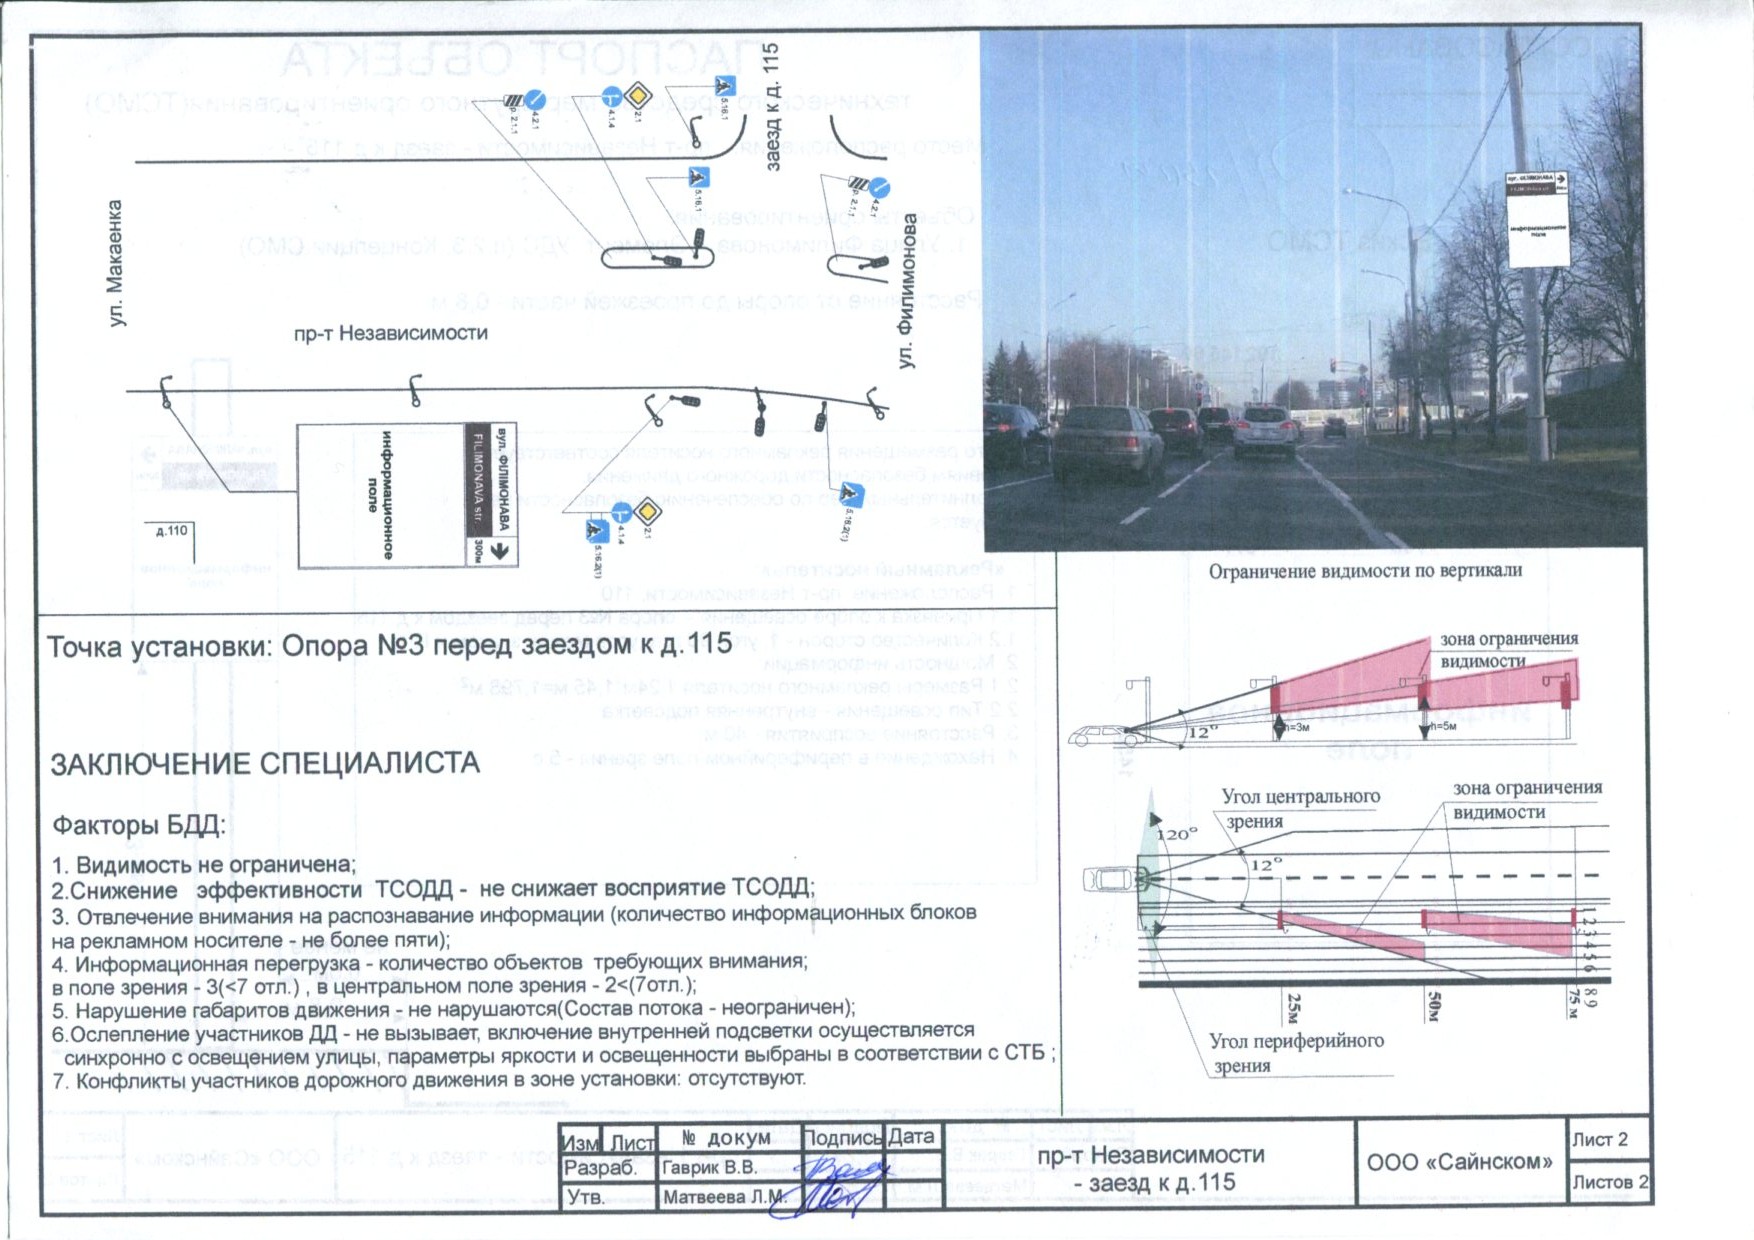 ул. Макаенка
пр-т Независимости
ул. Филимонова
заезд к д. 115
р. 2.1.1
4.2.1
4.1.4
2.1
5.16.1
5.16.1
4.2.1
вул. ФІЛІМОНАВА
FILIMONAVA str.
300м
информационное
поле
д.110
5.16.2(1)
4.1.4
2.1
5.16.2(1)
вул. ФІЛІМОНАВА
информационное
поле
Точка установки: Опора №3 перед заездом к д. 115
ЗАКЛЮЧЕНИЕ СПЕЦИАЛИСТА
Факторы БДД:
1. Видимость не ограничена;
2.Снижение эффективности ТСОДД - не снижает восприятие ТСОДД;
3. Отвлечение внимания на распознавание информации (количество информационных блоков
на рекламном носителе - не более пяти);
4. Информационная перегрузка - количество объектов требующих внимания;
в поле зрения - 3(<7 отл.) , в центральном поле зрения - 2<(7отл.);
5. Нарушение габаритов движения - не нарушаются(Состав потока - неограничен);
6.Ослепление участников ДД - не вызывает, включение внутренней подсветки осуществляется
синхронно с освещением улицы, параметры яркости и освещенности выбраны в соответствии с СТБ ;
7. Конфликты участников дорожного движения в зоне установки: отсутствуют.
Ограничение видимости по вертикали
зона ограничения
видимости
12°
h=3м
h=5м
Угол центрального
зрения
зона ограничения
видимости
120°
12°
1 2 3 4 5 6 8 9
25м
50м
75 м
Угол периферийного
зрения
Изм Лист № докум Подпись Дата
Разраб. Гаврик В.В.
Утв. Матвеева Л.М.
пр-т Независимости
- заезд к д.115
ООО «Сайнском»
Лист 2
Листов 2